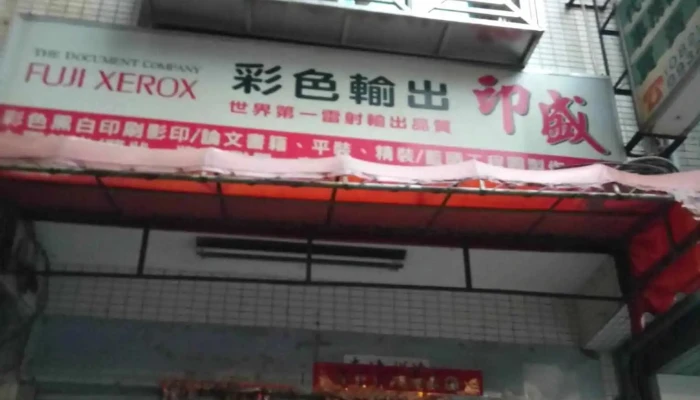 THE DOCUMENT COMPANY
FUJI XEROX
彩色輸出
世界第一雷射輸出品質
印盛
彩色黑白印刷影印/論文書籍、平裝、精裝/藍